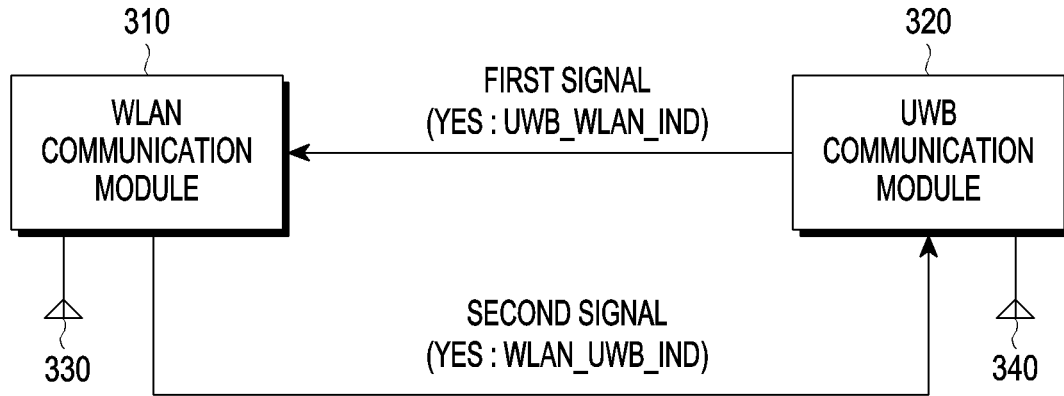 310
320
WLAN
COMMUNICATION
MODULE
FIRST SIGNAL
(YES : UWB_WLAN_IND)
UWB
COMMUNICATION
MODULE
SECOND SIGNAL
(YES : WLAN_UWB_IND)
330
340